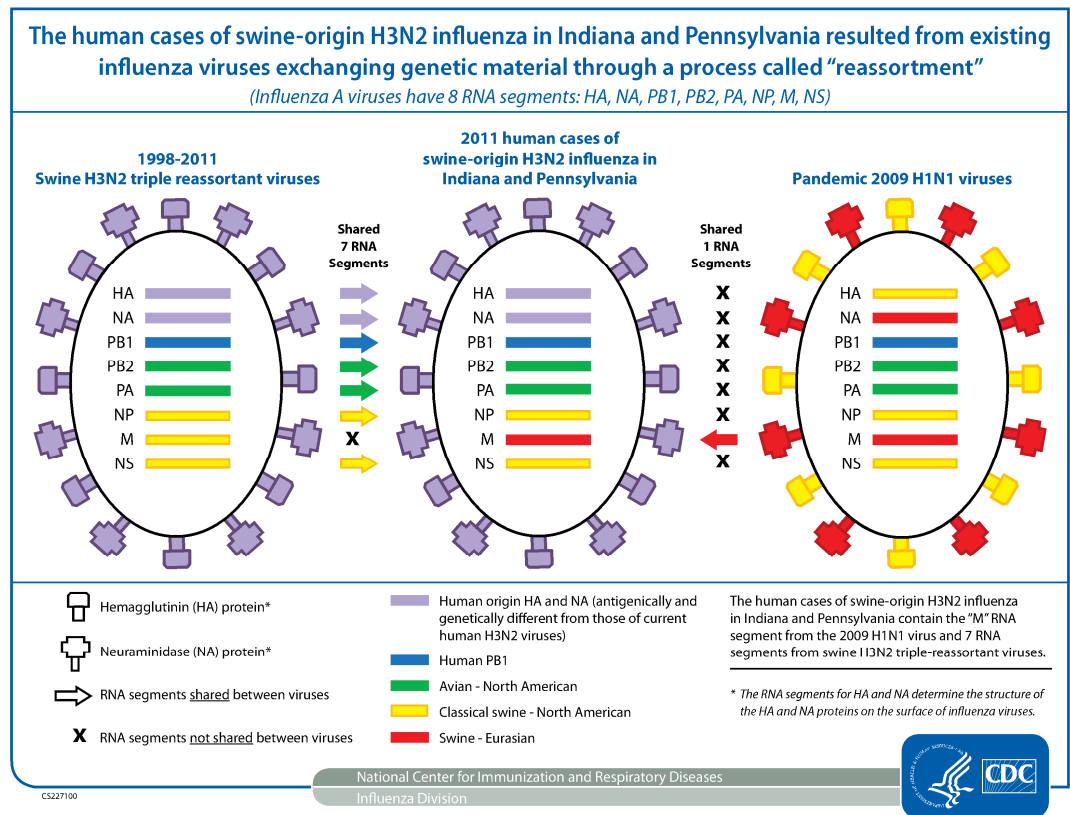 The human cases of swine-origin H3N2 influenza in Indiana and Pennsylvania resulted from existing
influenza viruses exchanging genetic material through a process called “reassortment”
(Influenza A viruses have 8 RNA segments: HA, NA, PB1, PB2, PA, NP, M, NS)
1998-2011
Swine H3N2 triple reassortant viruses
2011 human cases of
swine-origin H3N2 influenza in
Indiana and Pennsylvania
Pandemic 2009 H1N1 viruses
Shared
7 RNA
Segments
Shared
1 RNA
Segments
HA
NA
PB1
PB2
PA
NP
M
NS
X
HA
NA
PB1
PB2
PA
NP
M
NS
X
X
X
X
X
X
X
HA
NA
PB1
PB2
PA
NP
M
NS
Hemagglutinin (HA) protein*
Neuraminidase (NA) protein*
RNA segments shared between viruses
X RNA segments not shared between viruses
Human origin HA and NA (antigenically and
genetically different from those of current
human H3N2 viruses)
Human PB1
Avian - North American
Classical swine - North American
Swine - Eurasian
The human cases of swine-origin H3N2 influenza
in Indiana and Pennsylvania contain the “M” RNA
segment from the 2009 H1N1 virus and 7 RNA
segments from swine H3N2 triple-reassortant viruses.
* The RNA segments for HA and NA determine the structure of
the HA and NA proteins on the surface of influenza viruses.
National Center for Immunization and Respiratory Diseases
Influenza Division
CS227100
CDC